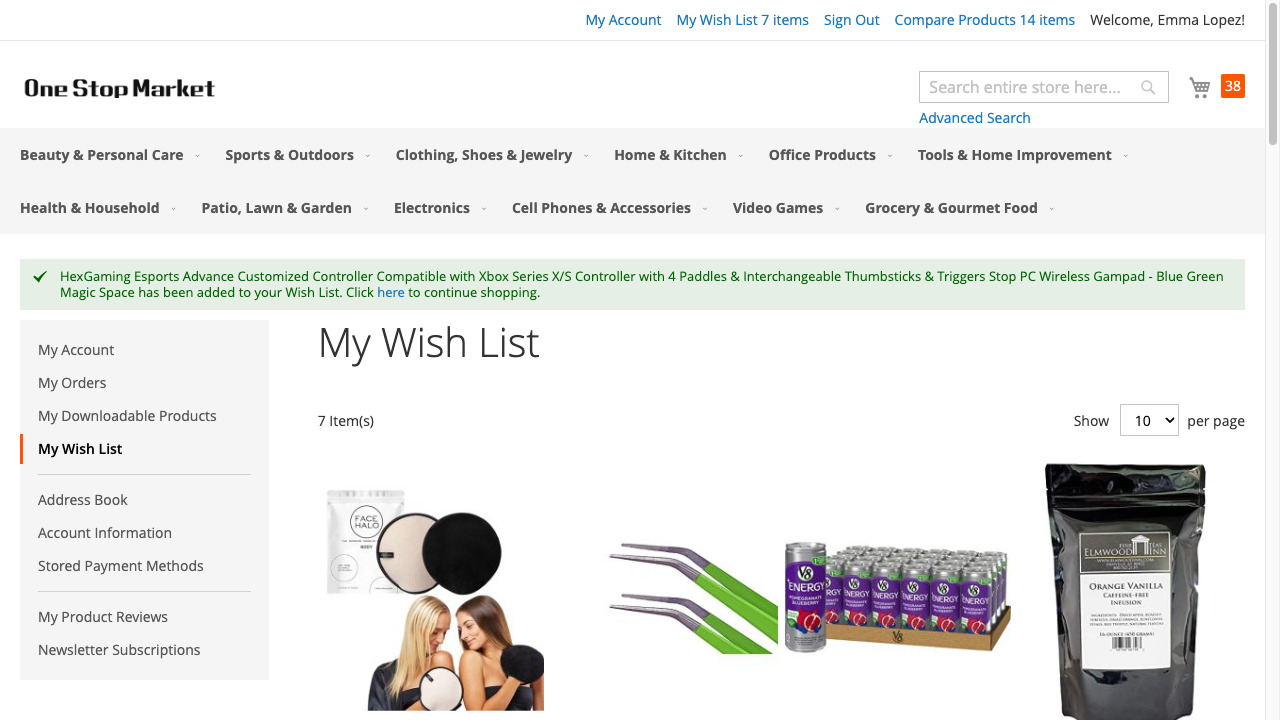 My Account My Wish List 7 items Sign Out Compare Products 14 items Welcome, Emma Lopez!
One Stop Market
Search entire store here...
38
Advanced Search
Beauty & Personal Care Sports & Outdoors Clothing, Shoes & Jewelry Home & Kitchen Office Products Tools & Home Improvement
Health & Household Patio, Lawn & Garden Electronics Cell Phones & Accessories Video Games Grocery & Gourmet Food
HexGaming Esports Advance Customized Controller Compatible with Xbox Series X/S Controller with 4 Paddles & Interchangeable Thumbsticks & Triggers Stop PC Wireless Gampad - Blue Green
Magic Space has been added to your Wish List. Click here to continue shopping.
My Account
My Orders
My Downloadable Products
My Wish List
Address Book
Account Information
Stored Payment Methods
My Product Reviews
Newsletter Subscriptions
My Wish List
7 Item(s)
Show 10 per page
FACE
HALO
BODY
V8
ENERGY
POMEGRANATE
BLUEBERRY
ELMWOOD INN
ORANGE VANILLA
CAFFEINE-FREE
INFUSION